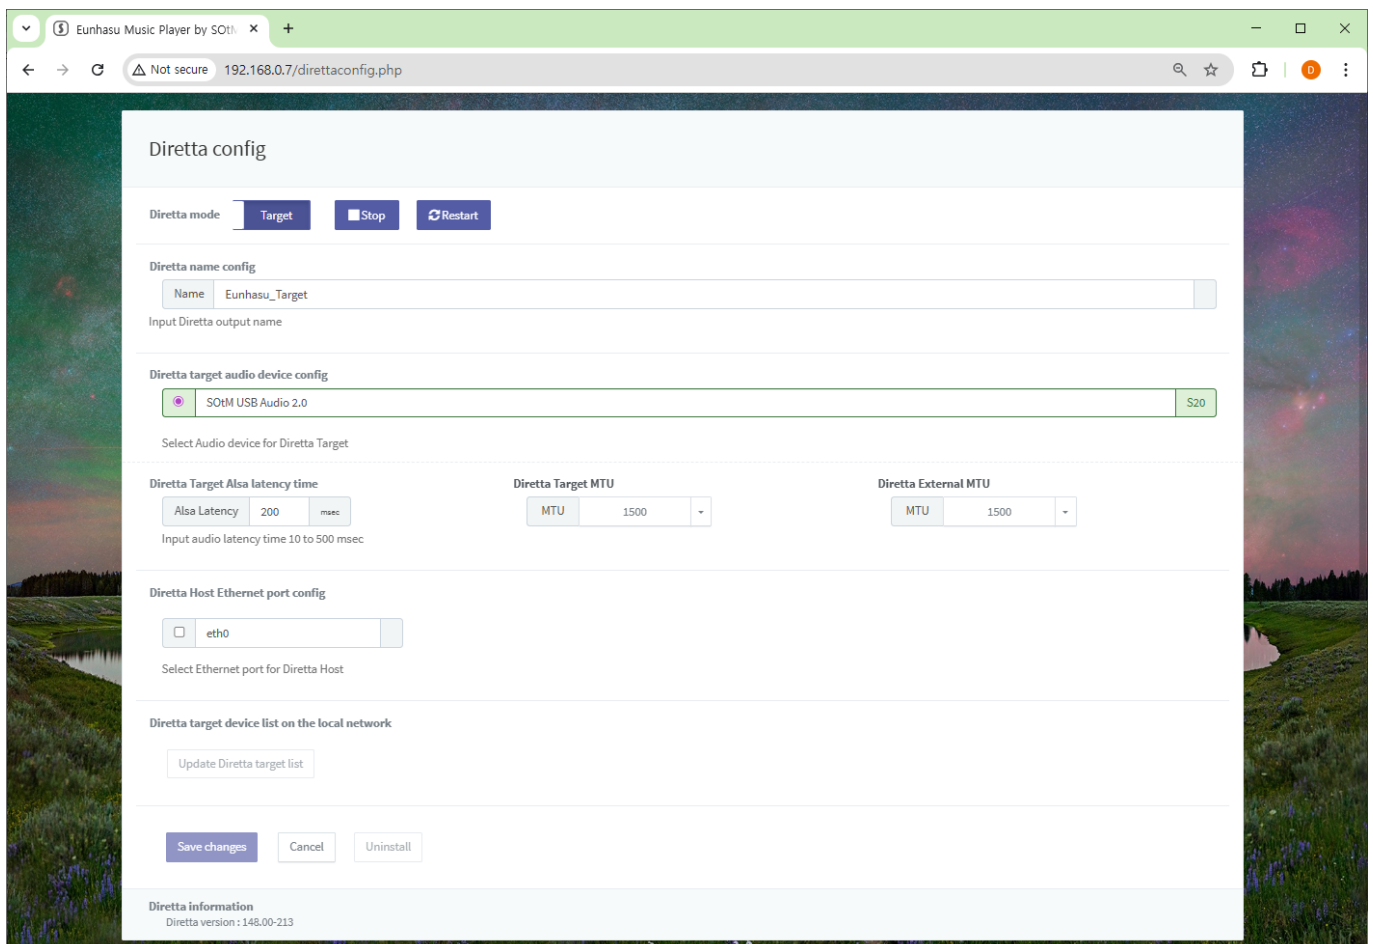 Eunhasu Music Player by SOtM
Not secure 192.168.0.7/direttaconfig.php
D
Diretta config
Diretta mode Target Stop Restart
Diretta name config
Name Eunhasu_Target
Input Diretta output name
Diretta target audio device config
SOtM USB Audio 2.0 S20
Select Audio device for Diretta Target
Diretta Target Alsa latency time Diretta Target MTU Diretta External MTU
Alsa Latency 200 msec MTU 1500 MTU 1500
Input audio latency time 10 to 500 msec
Diretta Host Ethernet port config
eth0
Select Ethernet port for Diretta Host
Diretta target device list on the local network
Update Diretta target list
Save changes Cancel Uninstall
Diretta information
Diretta version : 148.00-213